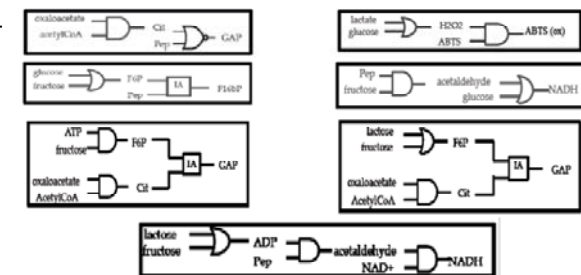 oxaloacetate
acetylCoA
Cit
Pep
GAP
lactate
glucose
H2O2
ABTS
ABTS (ox)
glucose
fructose
F6P
Pep
IA
F16bP
Pep
fructose
acetaldehyde
glucose
NADH
ATP
fructose
F6P
oxaloacetate
AcetylCoA
Cit
IA
GAP
lactose
fructose
F6P
oxaloacetate
AcetylCoA
Cit
IA
GAP
lactose
fructose
ADP
Pep
acetaldehyde
NAD+
NADH